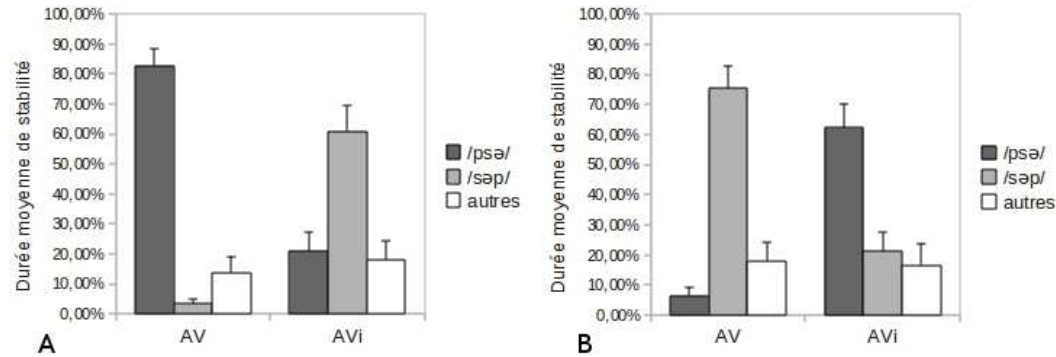 Durée moyenne de stabilité
100,00%
90,00%
80,00%
70,00%
60,00%
50,00%
40,00%
30,00%
20,00%
10,00%
0,00%
AV
AVi
/psə/
/səp/
autres
A
Durée moyenne de stabilité
100,00%
90,00%
80,00%
70,00%
60,00%
50,00%
40,00%
30,00%
20,00%
10,00%
0,00%
AV
AVi
/psə/
/səp/
autres
B